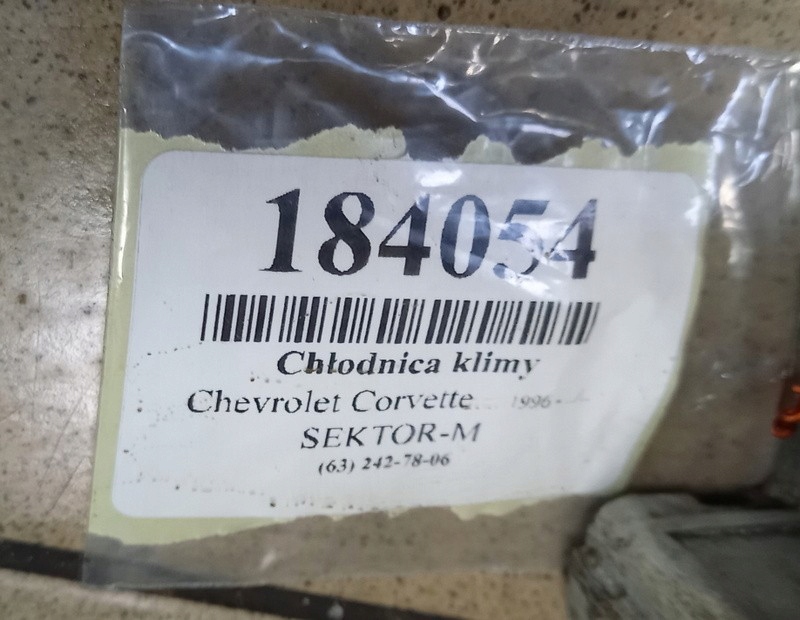 184054
Chłodnica klimy
Chevrolet Corvette 1996-
SEKTOR-M
(63) 242-78-06